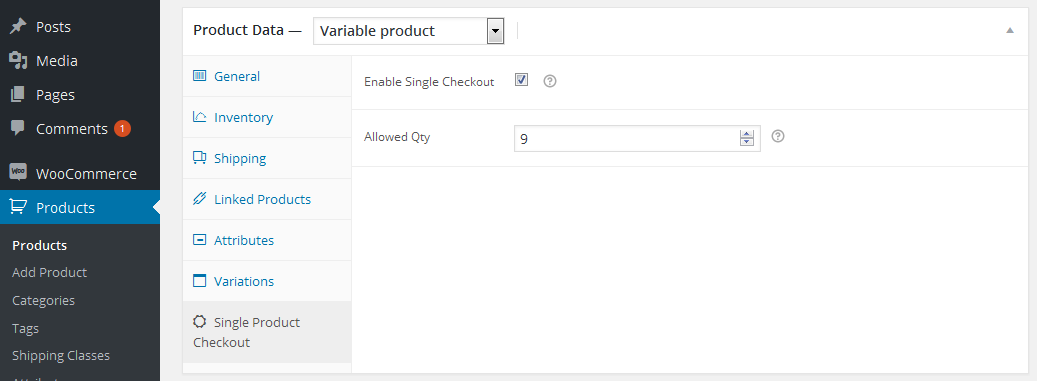 Posts
Media
Pages
Comments 1
WooCommerce
Products
Products
Add Product
Categories
Tags
Shipping Classes
Product Data — Variable product
General
Inventory
Shipping
Linked Products
Attributes
Variations
Single Product
Checkout
Enable Single Checkout
Allowed Qty 9